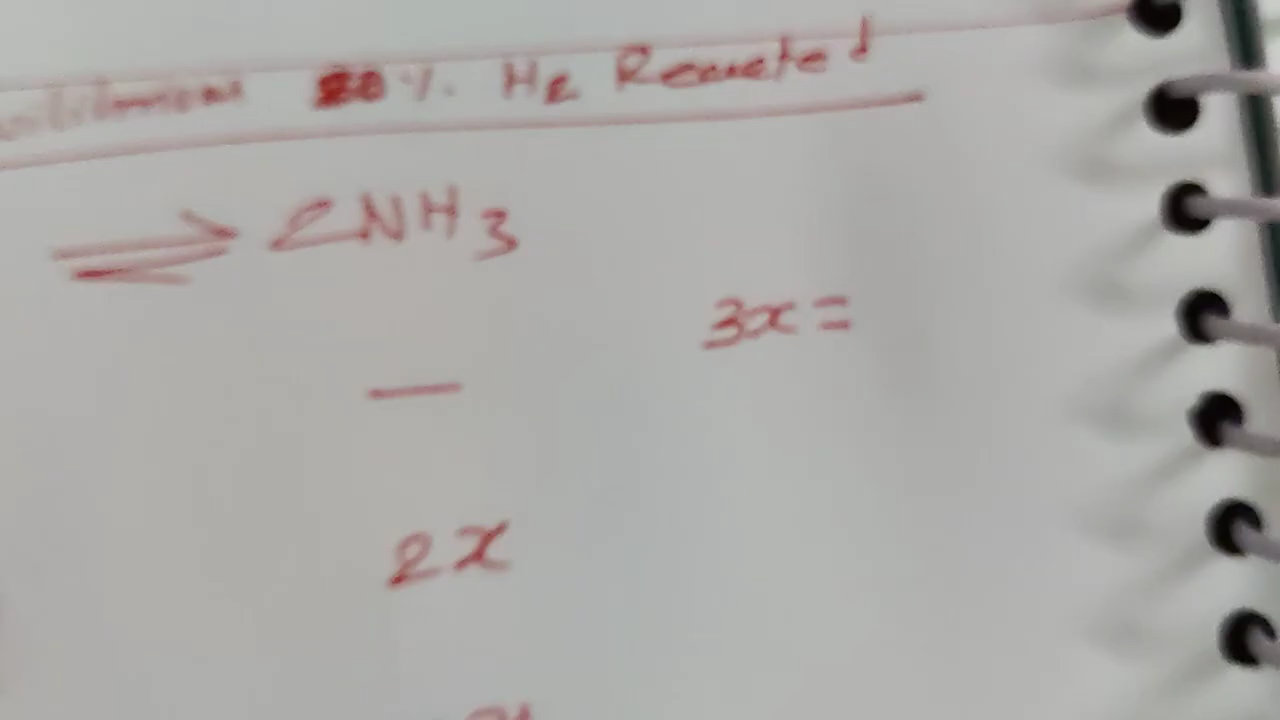 % H2 Reacted
⇌ 2NH3
3x =
—
2x